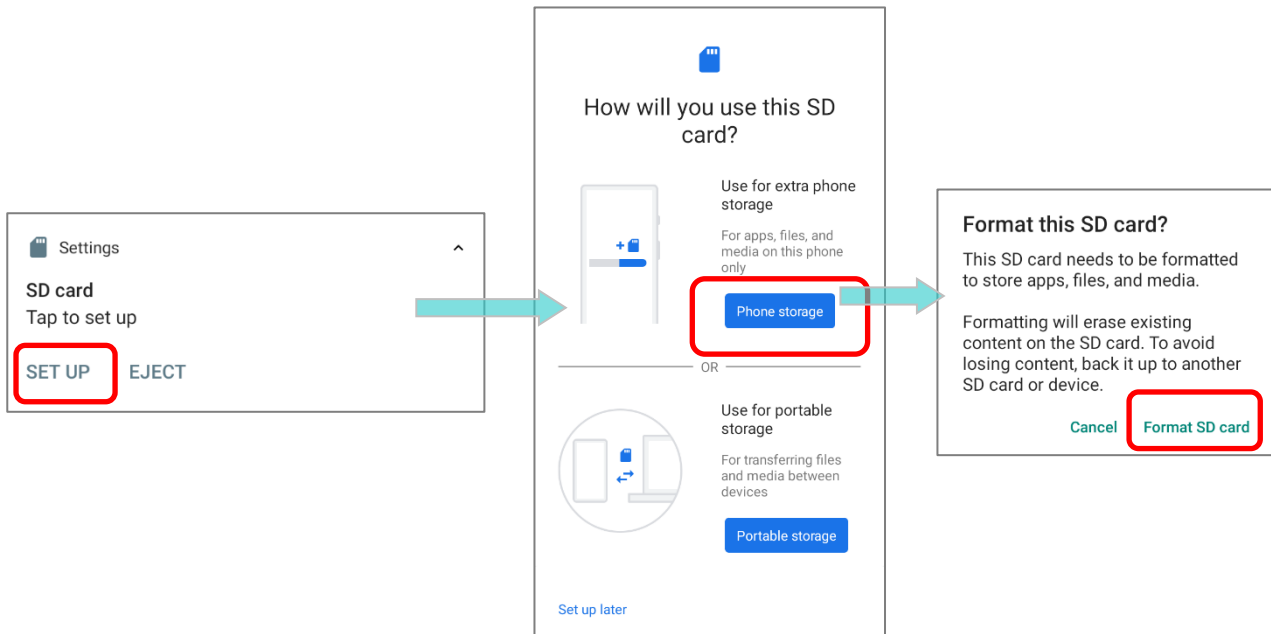 Settings
SD card
Tap to set up
SET UP EJECT
How will you use this SD
card?
Use for extra phone
storage
For apps, files, and
media on this phone
only
Phone storage
OR
Use for portable
storage
For transferring files
and media between
devices
Portable storage
Set up later
Format this SD card?
This SD card needs to be formatted
to store apps, files, and media.
Formatting will erase existing
content on the SD card. To avoid
losing content, back it up to another
SD card or device.
Cancel Format SD card